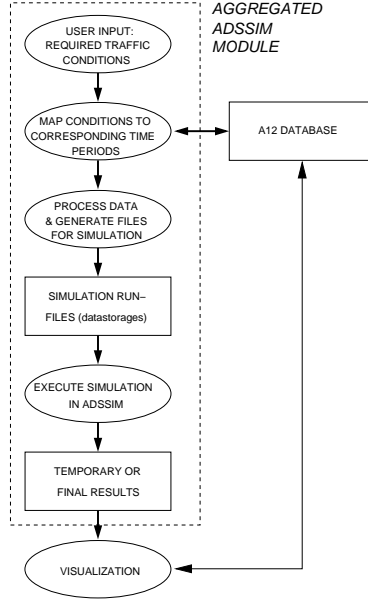 AGGREGATED
ADSSIM
MODULE
USER INPUT:
REQUIRED TRAFFIC
CONDITIONS
MAP CONDITIONS TO
CORRESPONDING TIME
PERIODS
A12 DATABASE
PROCESS DATA
& GENERATE FILES
FOR SIMULATION
SIMULATION RUN–
FILES (datastorages)
EXECUTE SIMULATION
IN ADSSIM
TEMPORARY OR
FINAL RESULTS
VISUALIZATION